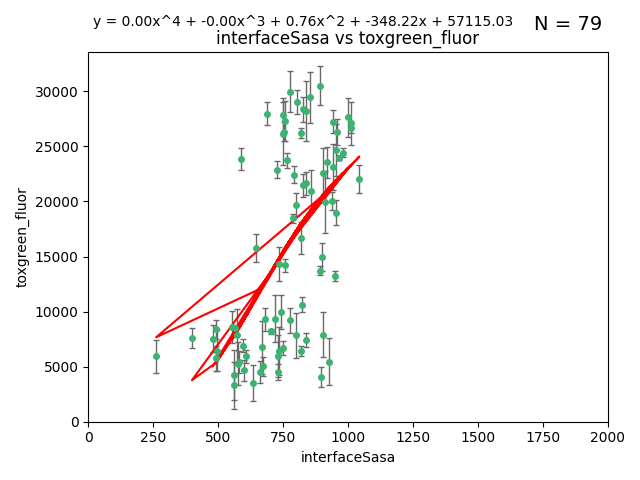 y = 0.00x^4 + -0.00x^3 + 0.76x^2 + -348.22x + 57115.03
N = 79
interfaceSasa vs toxgreen_fluor
30000
25000
20000
15000
10000
5000
0
toxgreen_fluor
0 250 500 750 1000 1250 1500 1750 2000
interfaceSasa